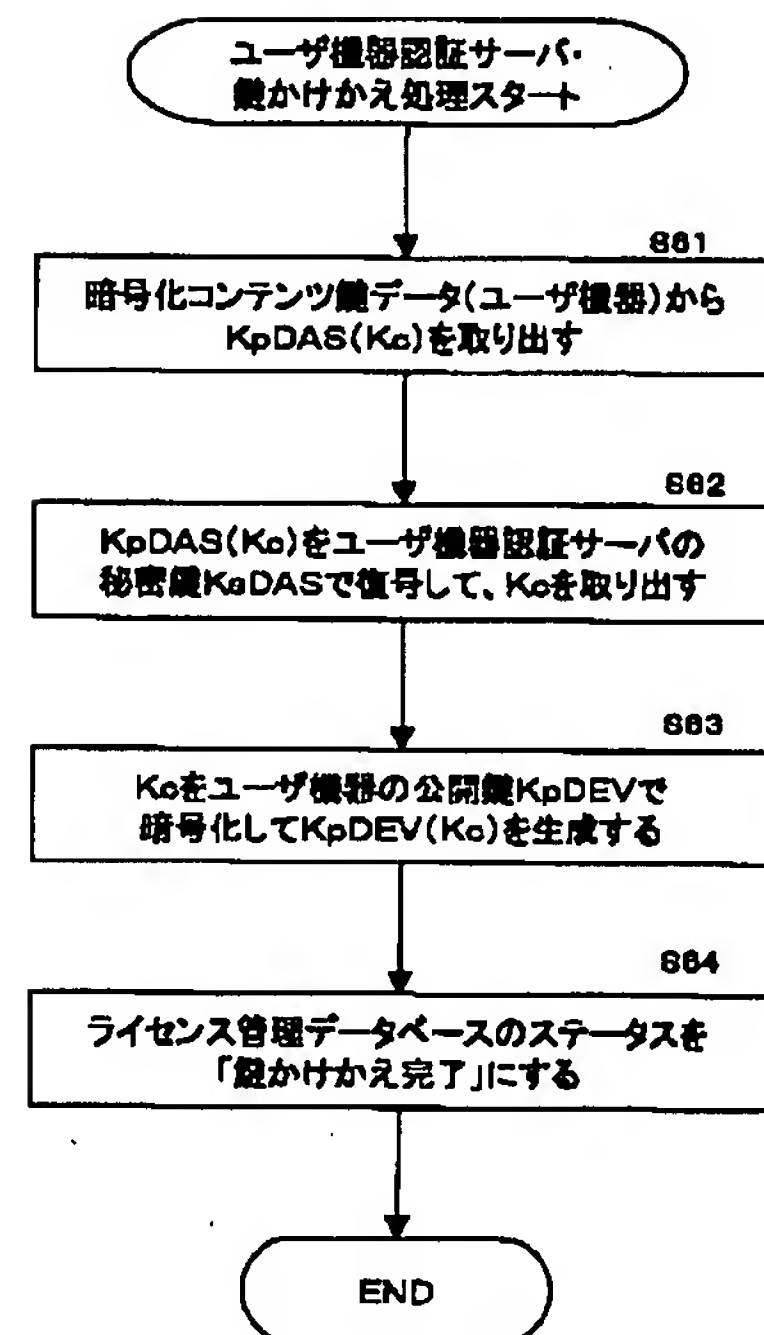 ユーザ機器認証サーバ・
鍵かけかえ処理スタート
S61
暗号化コンテンツ鍵データ(ユーザ機器)から
KpDAS(Kc)を取り出す
S62
KpDAS(Kc)をユーザ機器認証サーバの
秘密鍵KsDASで復号して、Kcを取り出す
S63
Kcをユーザ機器の公開鍵KpDEVで
暗号化してKpDEV(Kc)を生成する
S64
ライセンス管理データベースのステータスを
「鍵かけかえ完了」にする
END